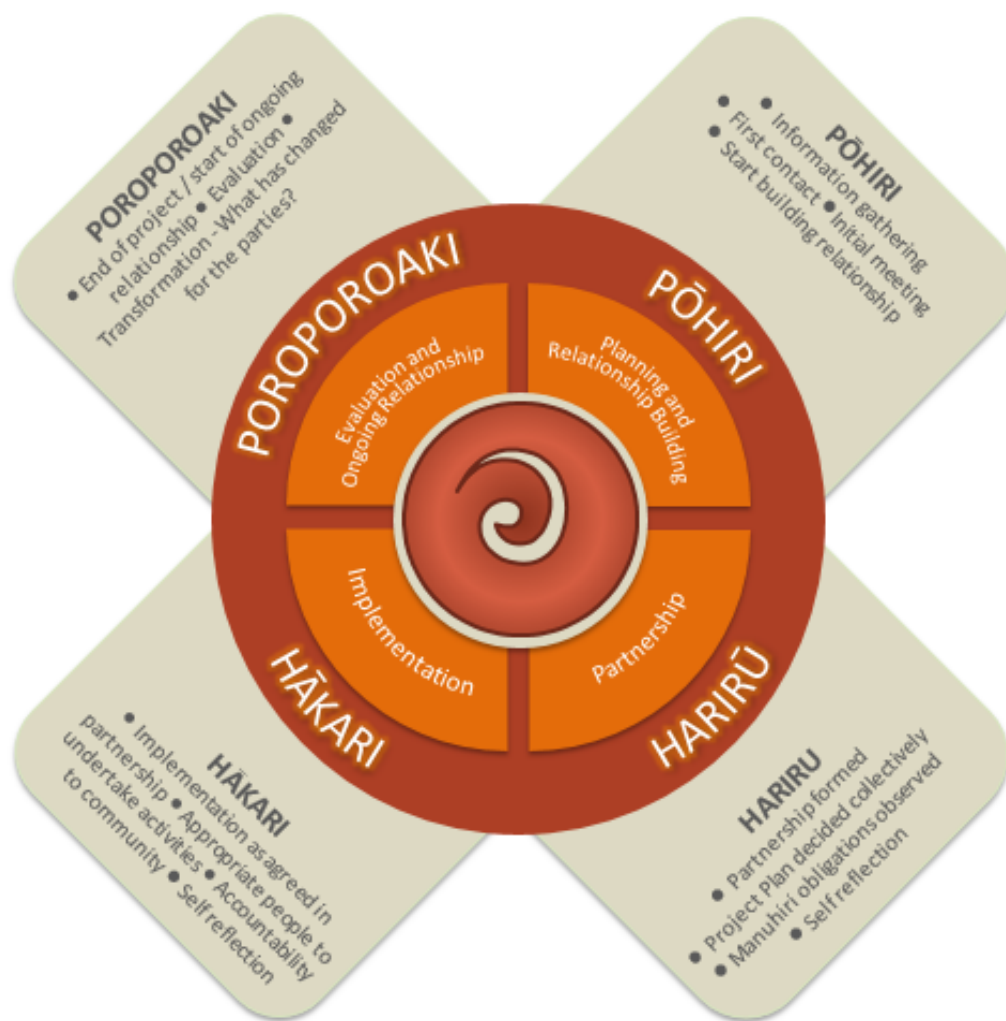 POROPOROAKI
● End of project / start of ongoing
relationship ● Evaluation ●
Transformation - What has changed
for the parties?
PŌHIRI
● Information gathering
● First contact ● Initial meeting
● Start building relationship
POROPOROAKI
PŌHIRI
Evaluation and
Ongoing Relationship
Planning and
Relationship Building
Implementation
Partnership
HĀKARI
HARIRŪ
HĀKARI
● Implementation as agreed in
partnership ● Appropriate people to
undertake activities ● Accountability
to community ● Self reflection
HARIRU
● Partnership formed
● Project Plan decided collectively
● Manuhiri obligations observed
● Self reflection